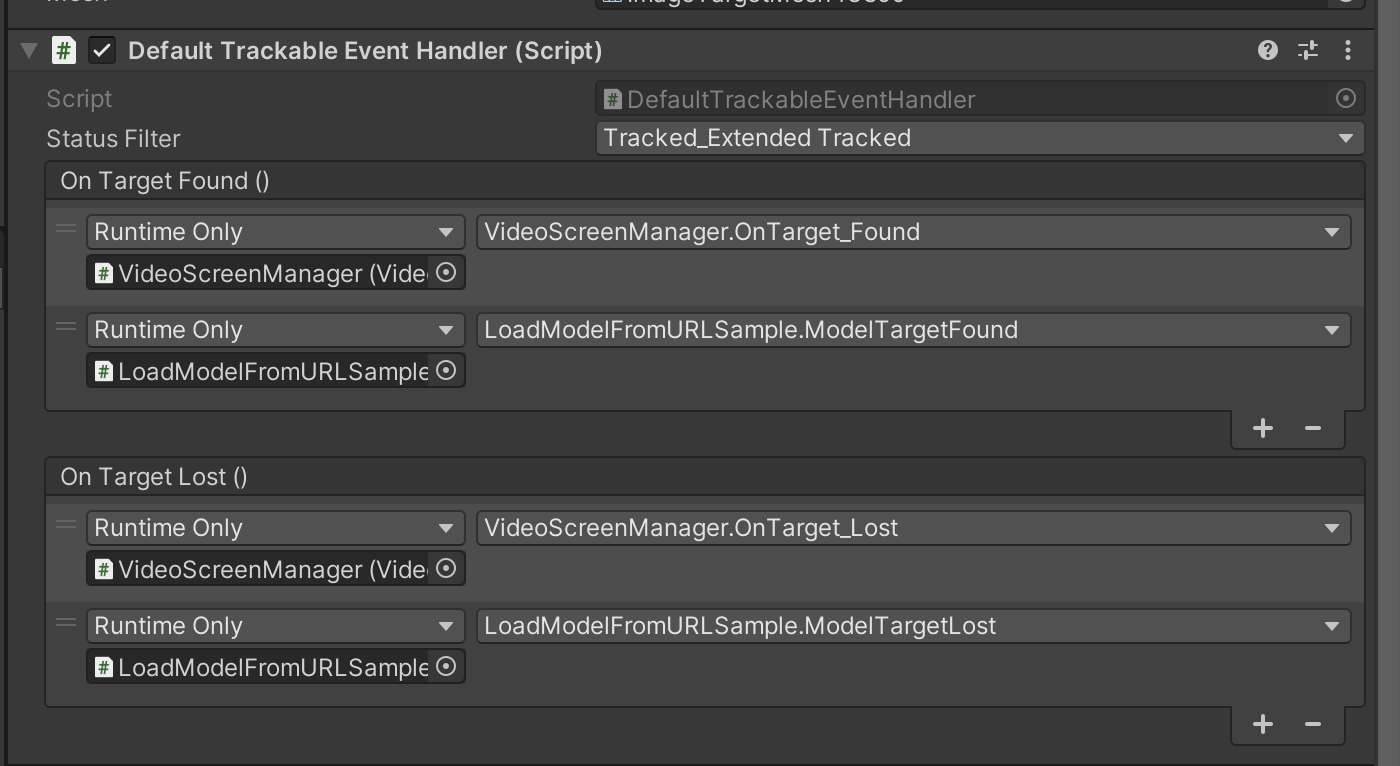 Default Trackable Event Handler (Script)
Script
# DefaultTrackableEventHandler
Status Filter
Tracked_Extended Tracked
On Target Found ()
Runtime Only
VideoScreenManager.OnTarget_Found
# VideoScreenManager (Vide
Runtime Only
LoadModelFromURLSample.ModelTargetFound
# LoadModelFromURLSample
+ −
On Target Lost ()
Runtime Only
VideoScreenManager.OnTarget_Lost
# VideoScreenManager (Vide
Runtime Only
LoadModelFromURLSample.ModelTargetLost
# LoadModelFromURLSample
+ −